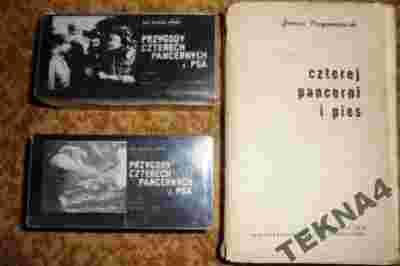 PRZYGODY
CZTERECH
PANCERNYCH
I PSA
PRZYGODY
CZTERECH
PANCERNYCH
I PSA
Janusz Przymanowski
czterej
pancerni
i pies
TEKNA4